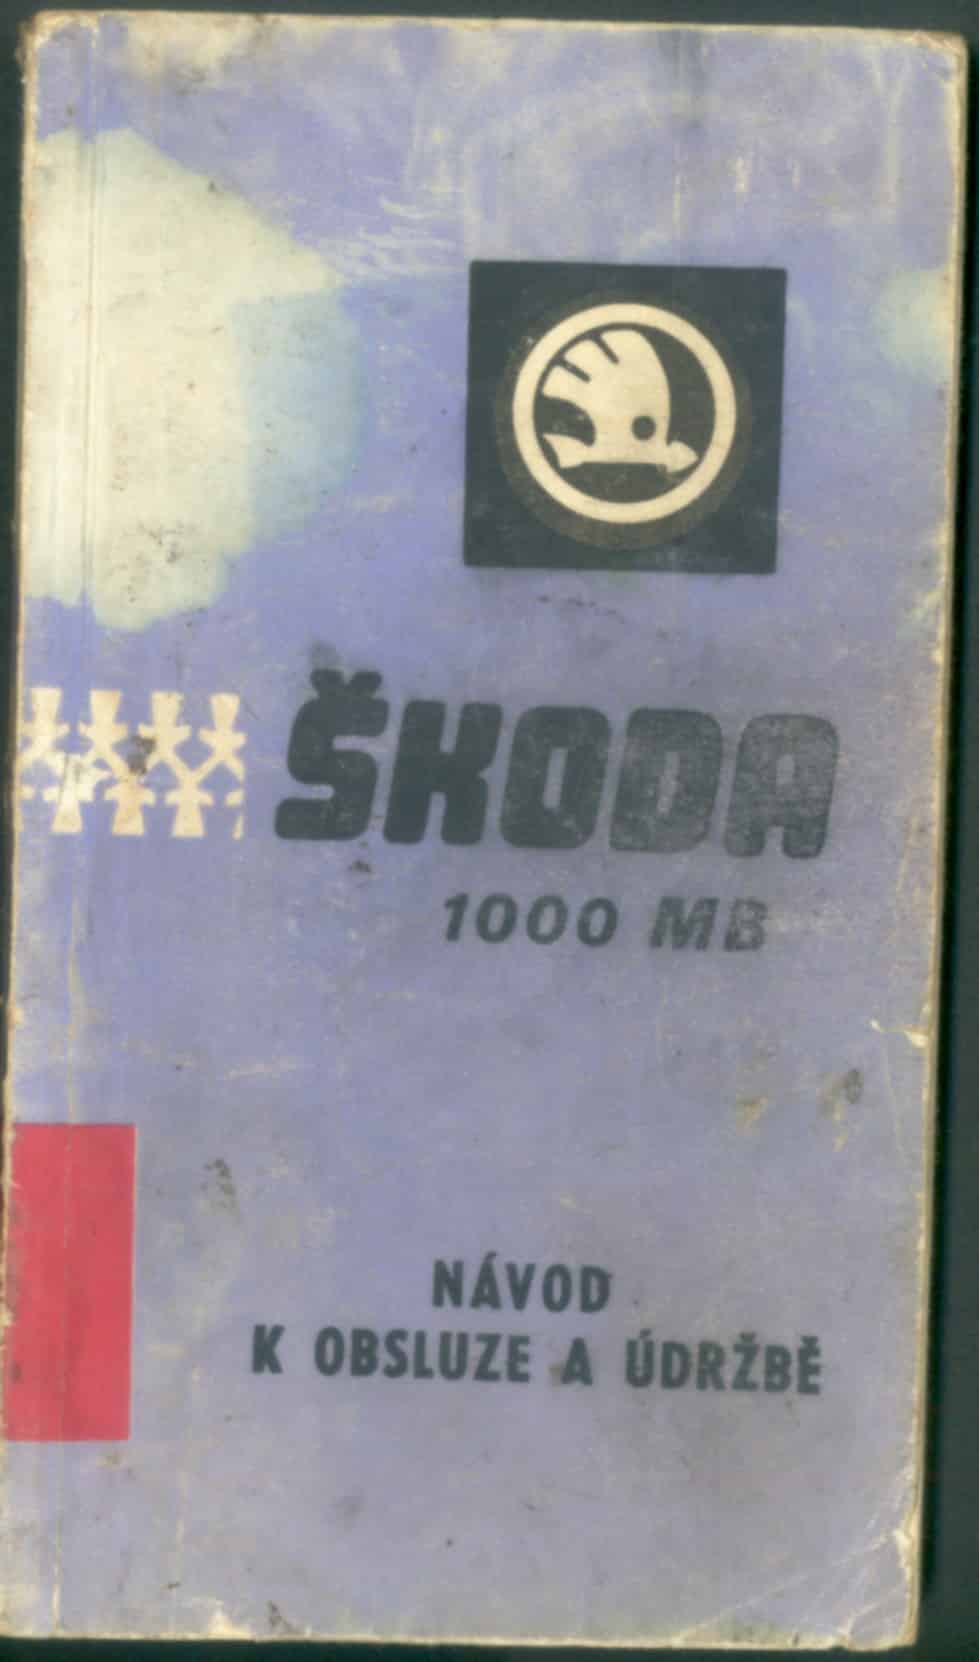 ŠKODA
1000 MB
NÁVOD
K OBSLUZE A ÚDRŽBĚ